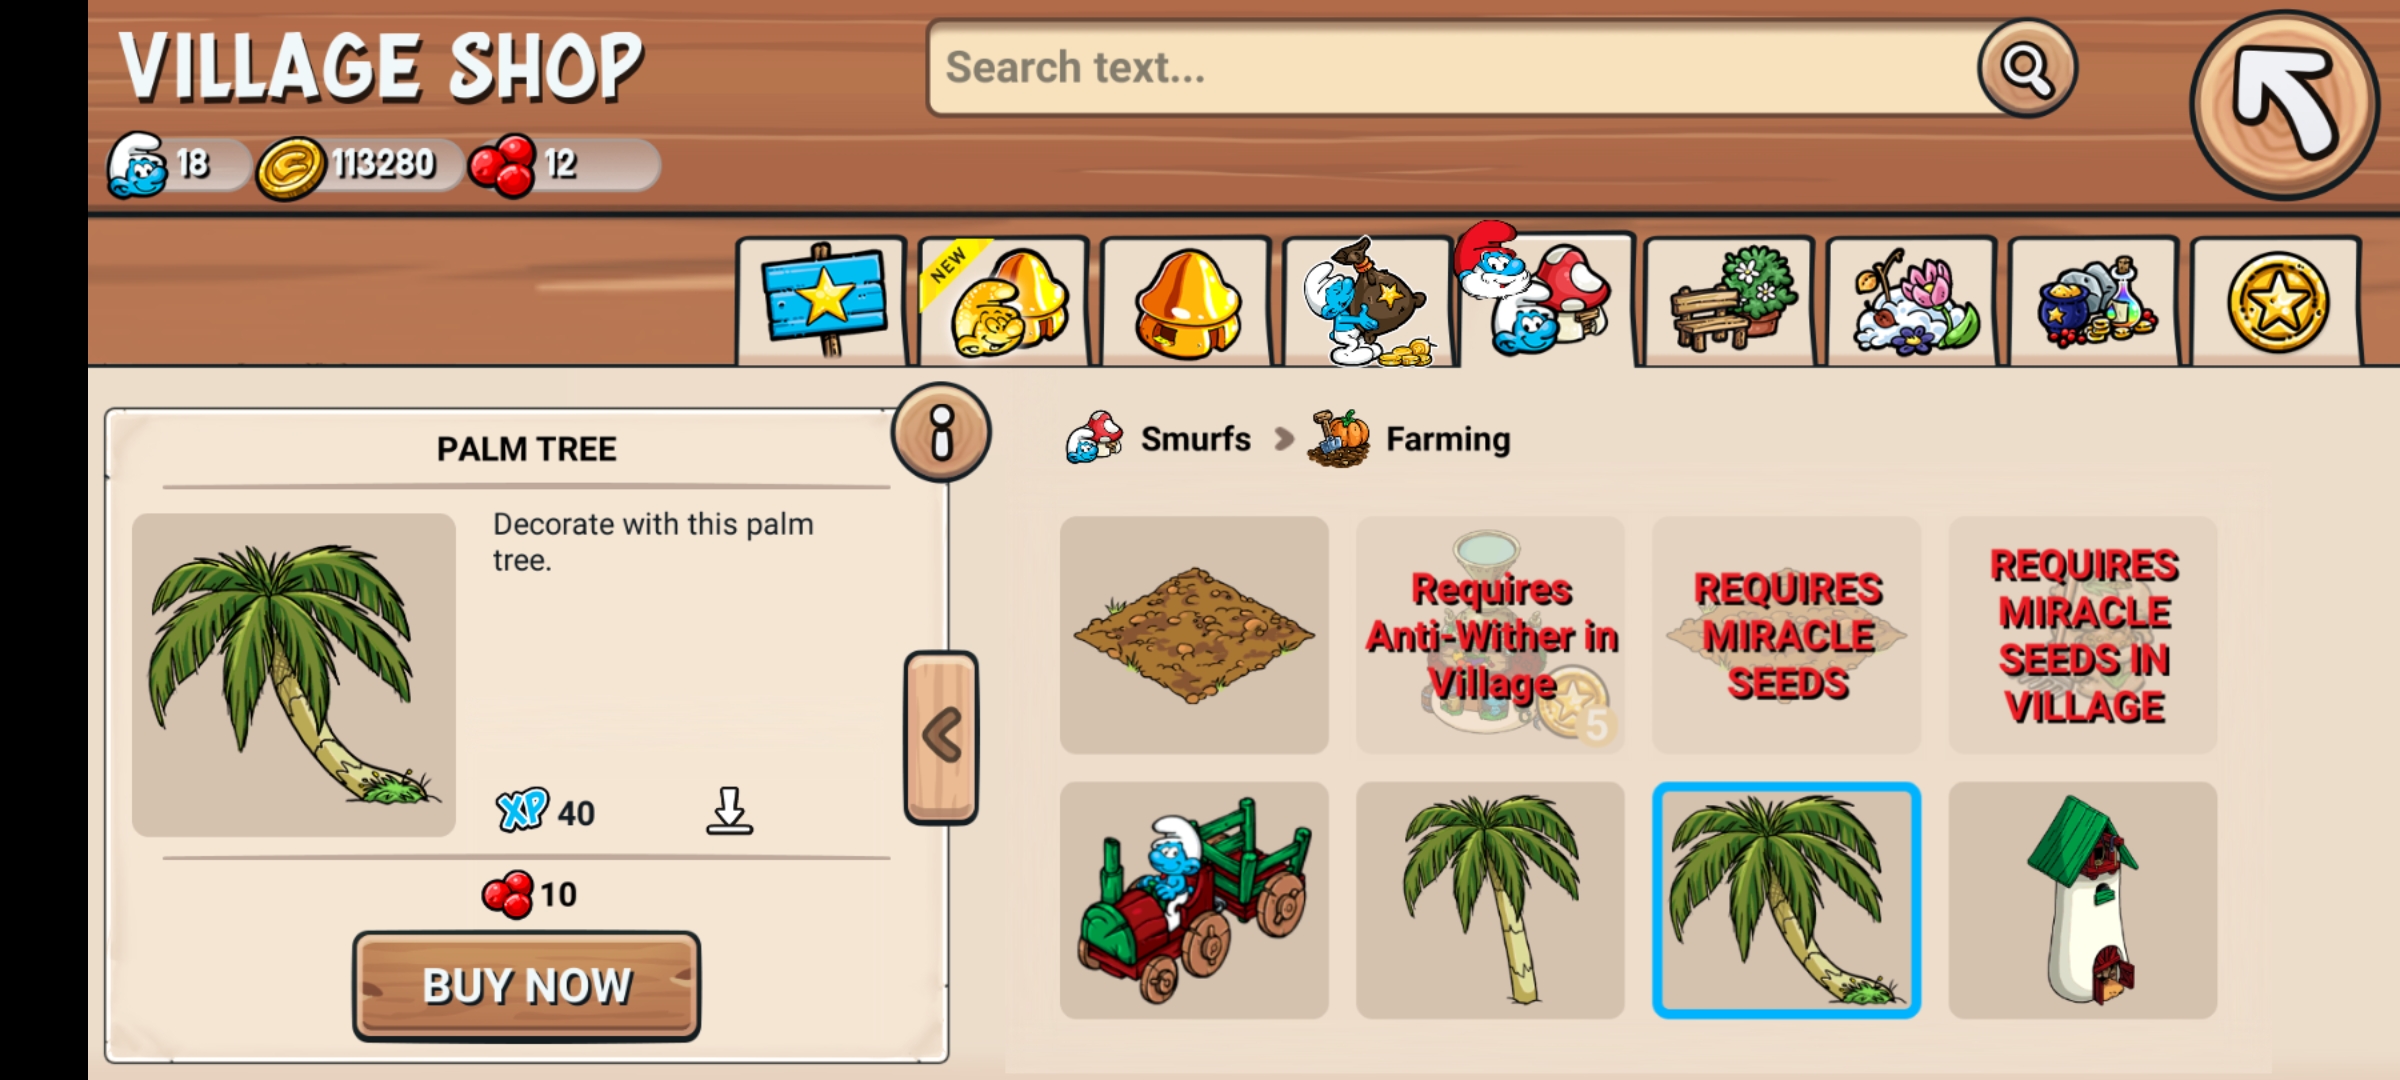 VILLAGE SHOP
Search text...
18
113280
12
NEW
PALM TREE
Decorate with this palm
tree.
XP 40
10
BUY NOW
Smurfs
Farming
Requires
Anti-Wither in
Village
5
REQUIRES
MIRACLE
SEEDS
REQUIRES
MIRACLE
SEEDS IN
VILLAGE